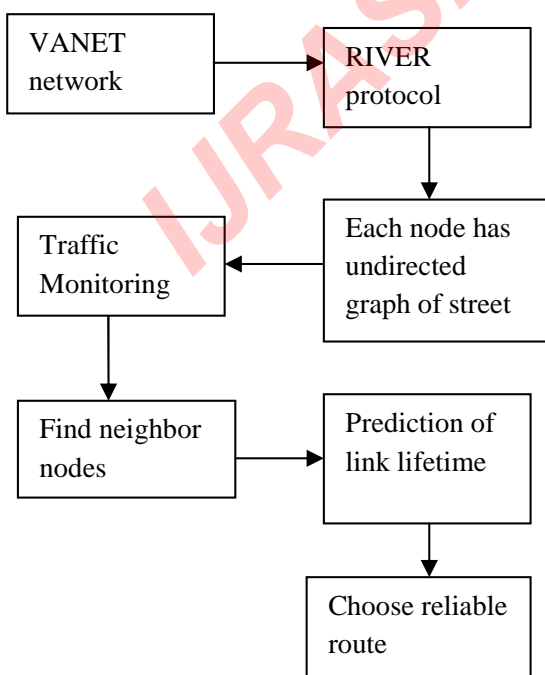 VANET
network
RIVER
protocol
Each node has
undirected
graph of street
Traffic
Monitoring
Find neighbor
nodes
Prediction of
link lifetime
Choose reliable
route
IJRAS